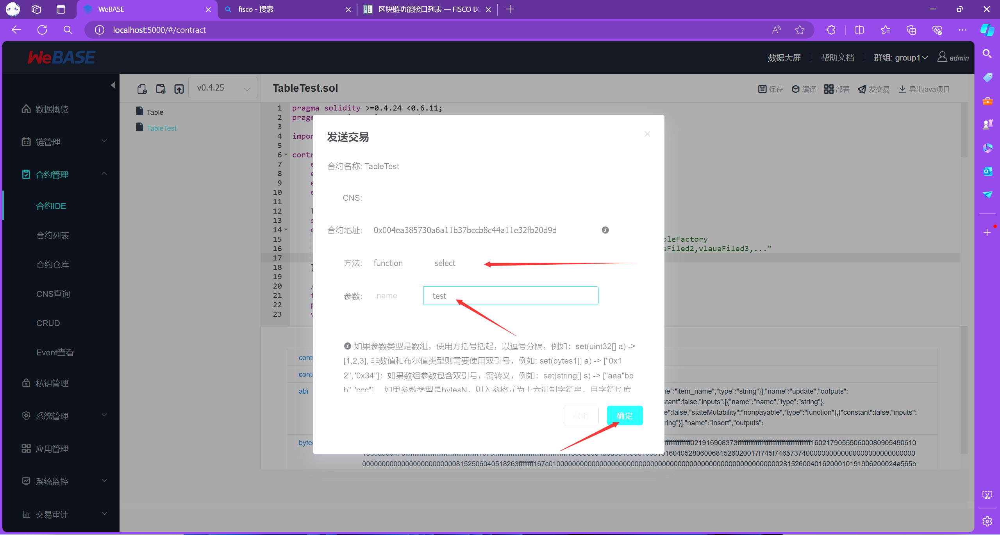 WeBASE
fisco - 搜索
区块链功能接口列表 — FISCO BC
localhost:5000/#/contract
WeBASE
数据大屏
帮助文档
群组: group1
admin
数据概览
链管理
合约管理
合约IDE
合约列表
合约仓库
CNS查询
CRUD
Event查看
私钥管理
系统管理
应用管理
系统监控
交易审计
v0.4.25
Table
TableTest
TableTest.sol
保存
编译
部署
发交易
导出java项目
1 pragma solidity >=0.4.24 <0.6.11;
2 pragm
3
4 impor
5
6 contr
7 e
8 e
9 e
10 e
11
12 T
13 s
14 c
15 bleFactory
16 eFiled2,vlaueFiled3,..."
17
18 }
19
20 /
21 f
22 p
23 v
发送交易
合约名称: TableTest
CNS:
合约地址: 0x004ea385730a6a11b37bccb8c44a11e32fb20d9d
方法: function select
参数: name test
如果参数类型是数组，使用方括号括起，以逗号分隔，例如：set(uint32[] a) ->
[1,2,3], 非数值和布尔值类型则需要使用双引号，例如: set(bytes1[] a) -> ["0x1
2","0x34"]；如果数组参数包含双引号，需转义，例如：set(string[] s) -> ["aaa"bb
b","ccc"]。 如果参数类型是bytesN，则入参格式为十六进制字符串，且字符长度
取消
确定
contr
contr
abi
ne":"item_name","type":"string"}],"name":"update","outputs":
stant":false,"inputs":[{"name":"name","type":"string"},
e":false,"stateMutability":"nonpayable","type":"function"},{"constant":false,"inputs":
ring"}],"name":"insert","outputs":
bytec